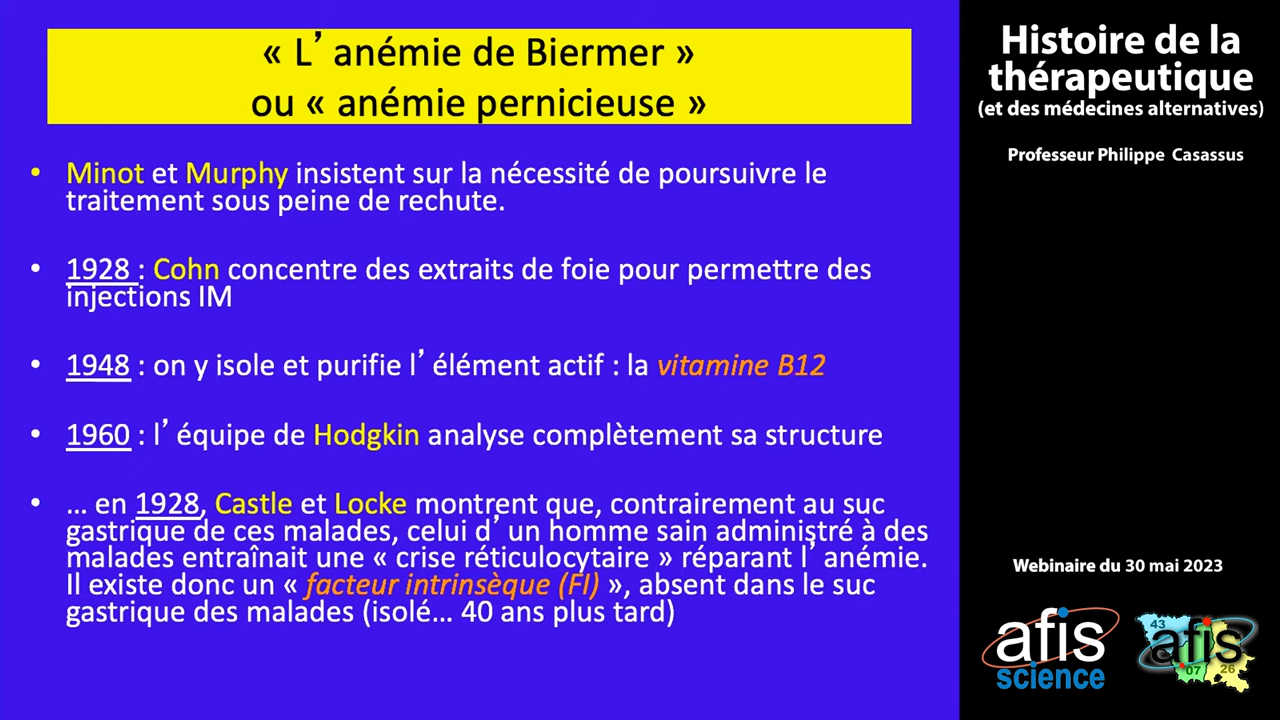 « L’ anémie de Biermer »
ou « anémie pernicieuse »
• Minot et Murphy insistent sur la nécessité de poursuivre le
traitement sous peine de rechute.
• 1928 : Cohn concentre des extraits de foie pour permettre des
injections IM
• 1948 : on y isole et purifie l’ élément actif : la vitamine B12
• 1960 : l’ équipe de Hodgkin analyse complètement sa structure
• ... en 1928, Castle et Locke montrent que, contrairement au suc
gastrique de ces malades, celui d’ un homme sain administré à des
malades entraînait une « crise réticulocytaire » réparant l’ anémie.
Il existe donc un « facteur intrinsèque (FI) », absent dans le suc
gastrique des malades (isolé... 40 ans plus tard)
Histoire de la
thérapeutique
(et des médecines alternatives)
Professeur Philippe Casassus
Webinaire du 30 mai 2023
afis
science
43
afis
07
26